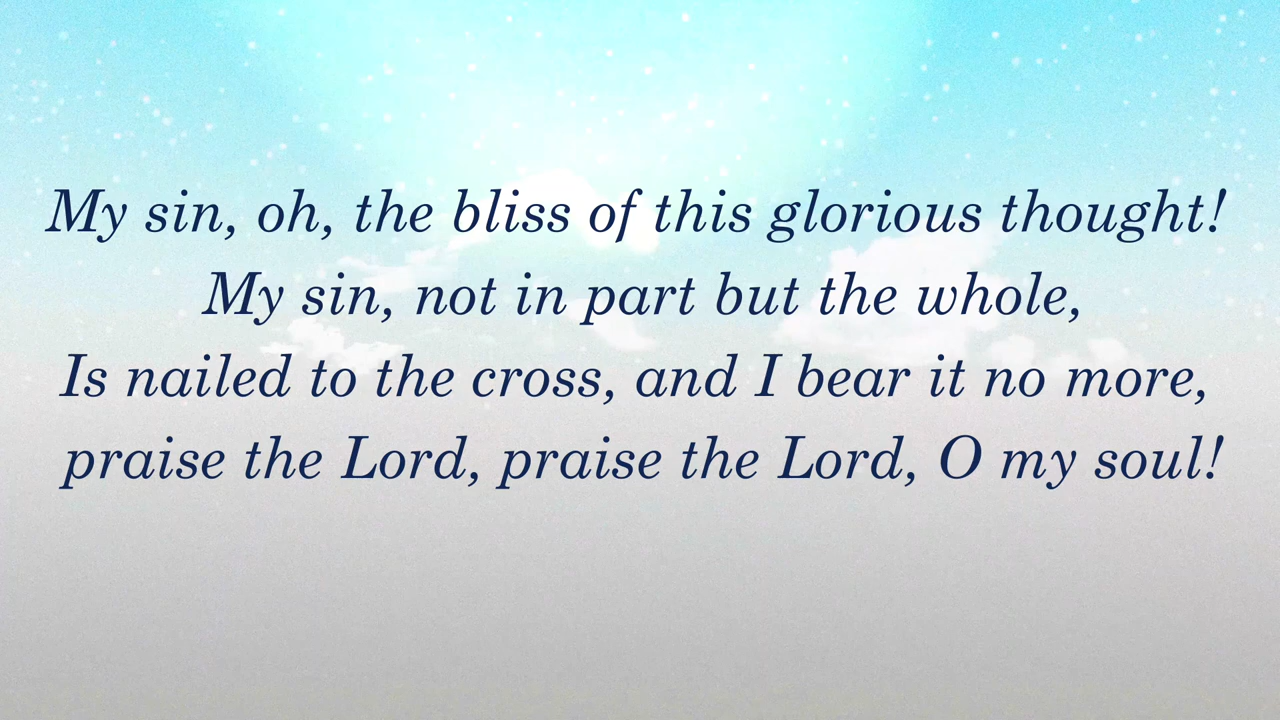 My sin, oh, the bliss of this glorious thought!
My sin, not in part but the whole,
Is nailed to the cross, and I bear it no more,
praise the Lord, praise the Lord, O my soul!